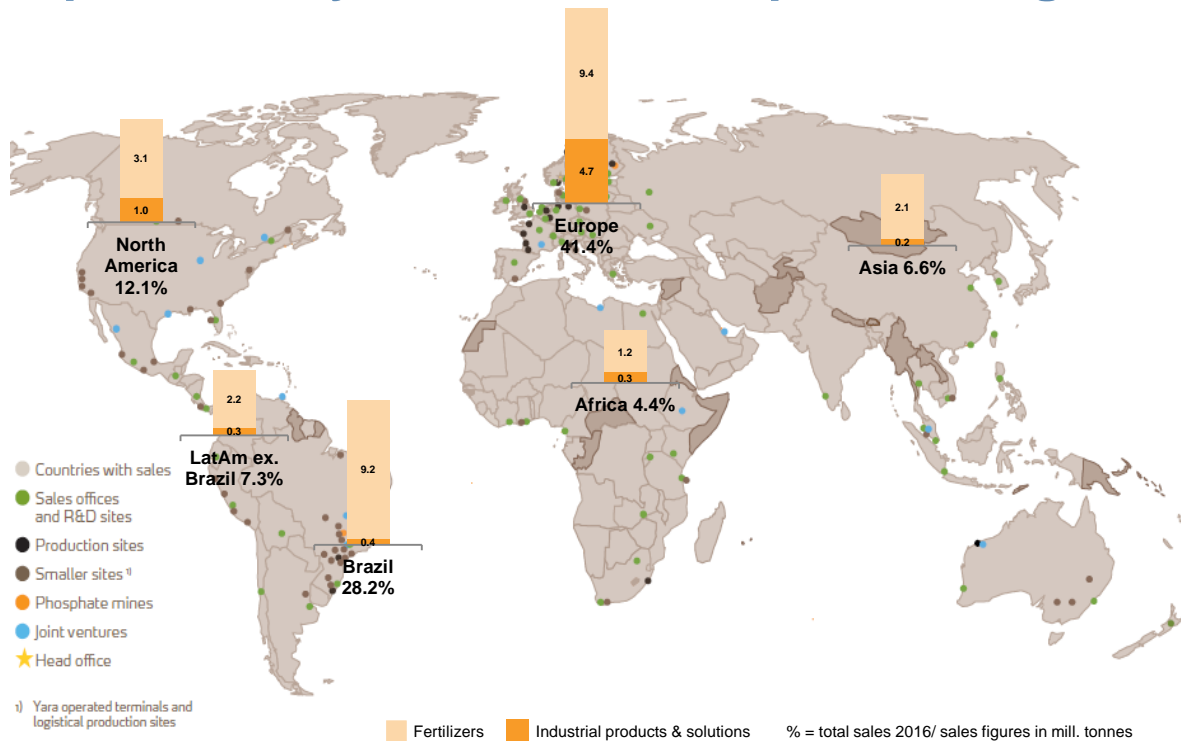 9.4
4.7
Europe
41.4%
3.1
1.0
North
America
12.1%
2.1
0.2
Asia 6.6%
1.2
0.3
Africa 4.4%
2.2
0.3
LatAm ex.
Brazil 7.3%
9.2
0.4
Brazil
28.2%
Countries with sales
Sales offices
and R&D sites
Production sites
Smaller sites ¹⁾
Phosphate mines
Joint ventures
Head office
1) Yara operated terminals and
logistical production sites
Fertilizers
Industrial products & solutions
% = total sales 2016/ sales figures in mill. tonnes